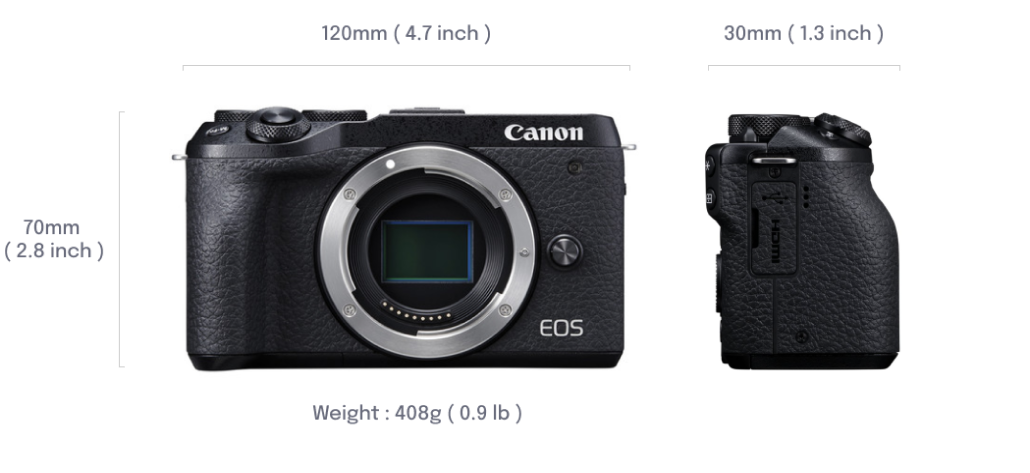 120mm ( 4.7 inch )
30mm ( 1.3 inch )
Canon
70mm
( 2.8 inch )
HDMI
EOS
Weight : 408g ( 0.9 lb )